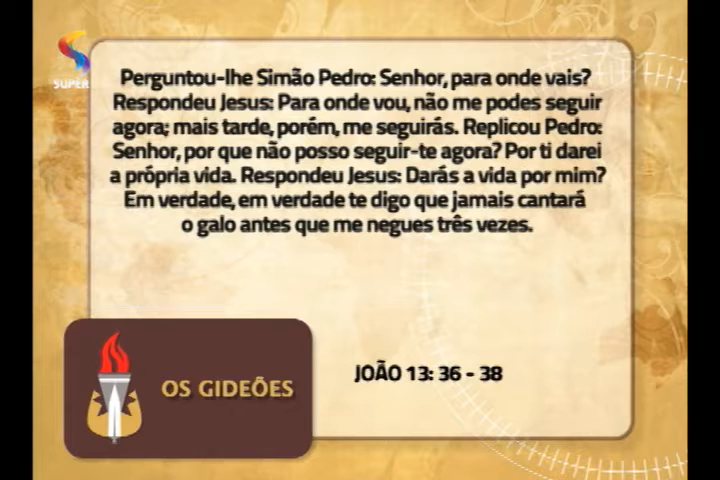 SUPER
Perguntou-lhe Simão Pedro: Senhor, para onde vais?
Respondeu Jesus: Para onde vou, não me podes seguir
agora; mais tarde, porém, me seguirás. Replicou Pedro:
Senhor, por que não posso seguir-te agora? Por ti darei
a própria vida. Respondeu Jesus: Darás a vida por mim?
Em verdade, em verdade te digo que jamais cantará
o galo antes que me negues três vezes.
OS GIDEÕES
JOÃO 13: 36 - 38